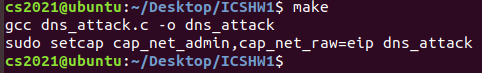 cs2021@ubuntu:~/Desktop/ICSHW1$ make
gcc dns_attack.c -o dns_attack
sudo setcap cap_net_admin,cap_net_raw=eip dns_attack
cs2021@ubuntu:~/Desktop/ICSHW1$